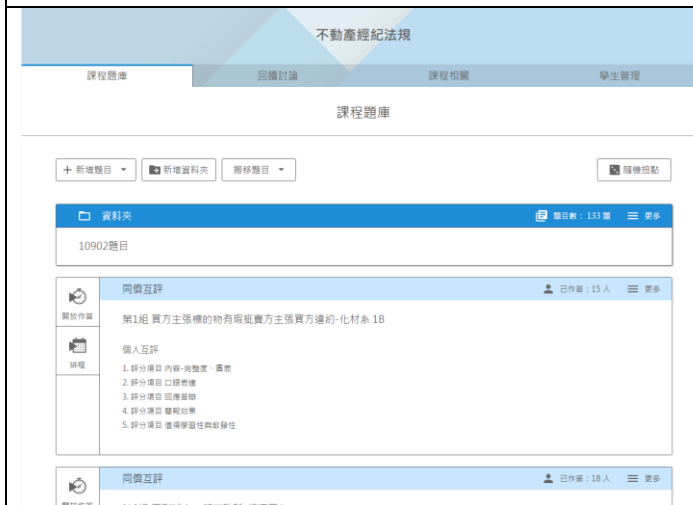 不動產經紀法規
課程題庫 回饋討論 課程相關 學生管理
課程題庫
+ 新增題目 新增資料夾 搬移題目 隨機招點
資料夾 題目數：133 題 更多
10902題目
同儕互評 已作答：15 人 更多
開放作答
第1組 買方主張標的物有瑕疵賣方主張買方違約-化材系 1B
排程
個人互評
1. 評分項目 內容-完整度、圖表
2. 評分項目 口語表達
3. 評分項目 回應答辯
4. 評分項目 簡報效果
5. 評分項目 值得學習性與啟發性
同儕互評 已作答：18 人 更多